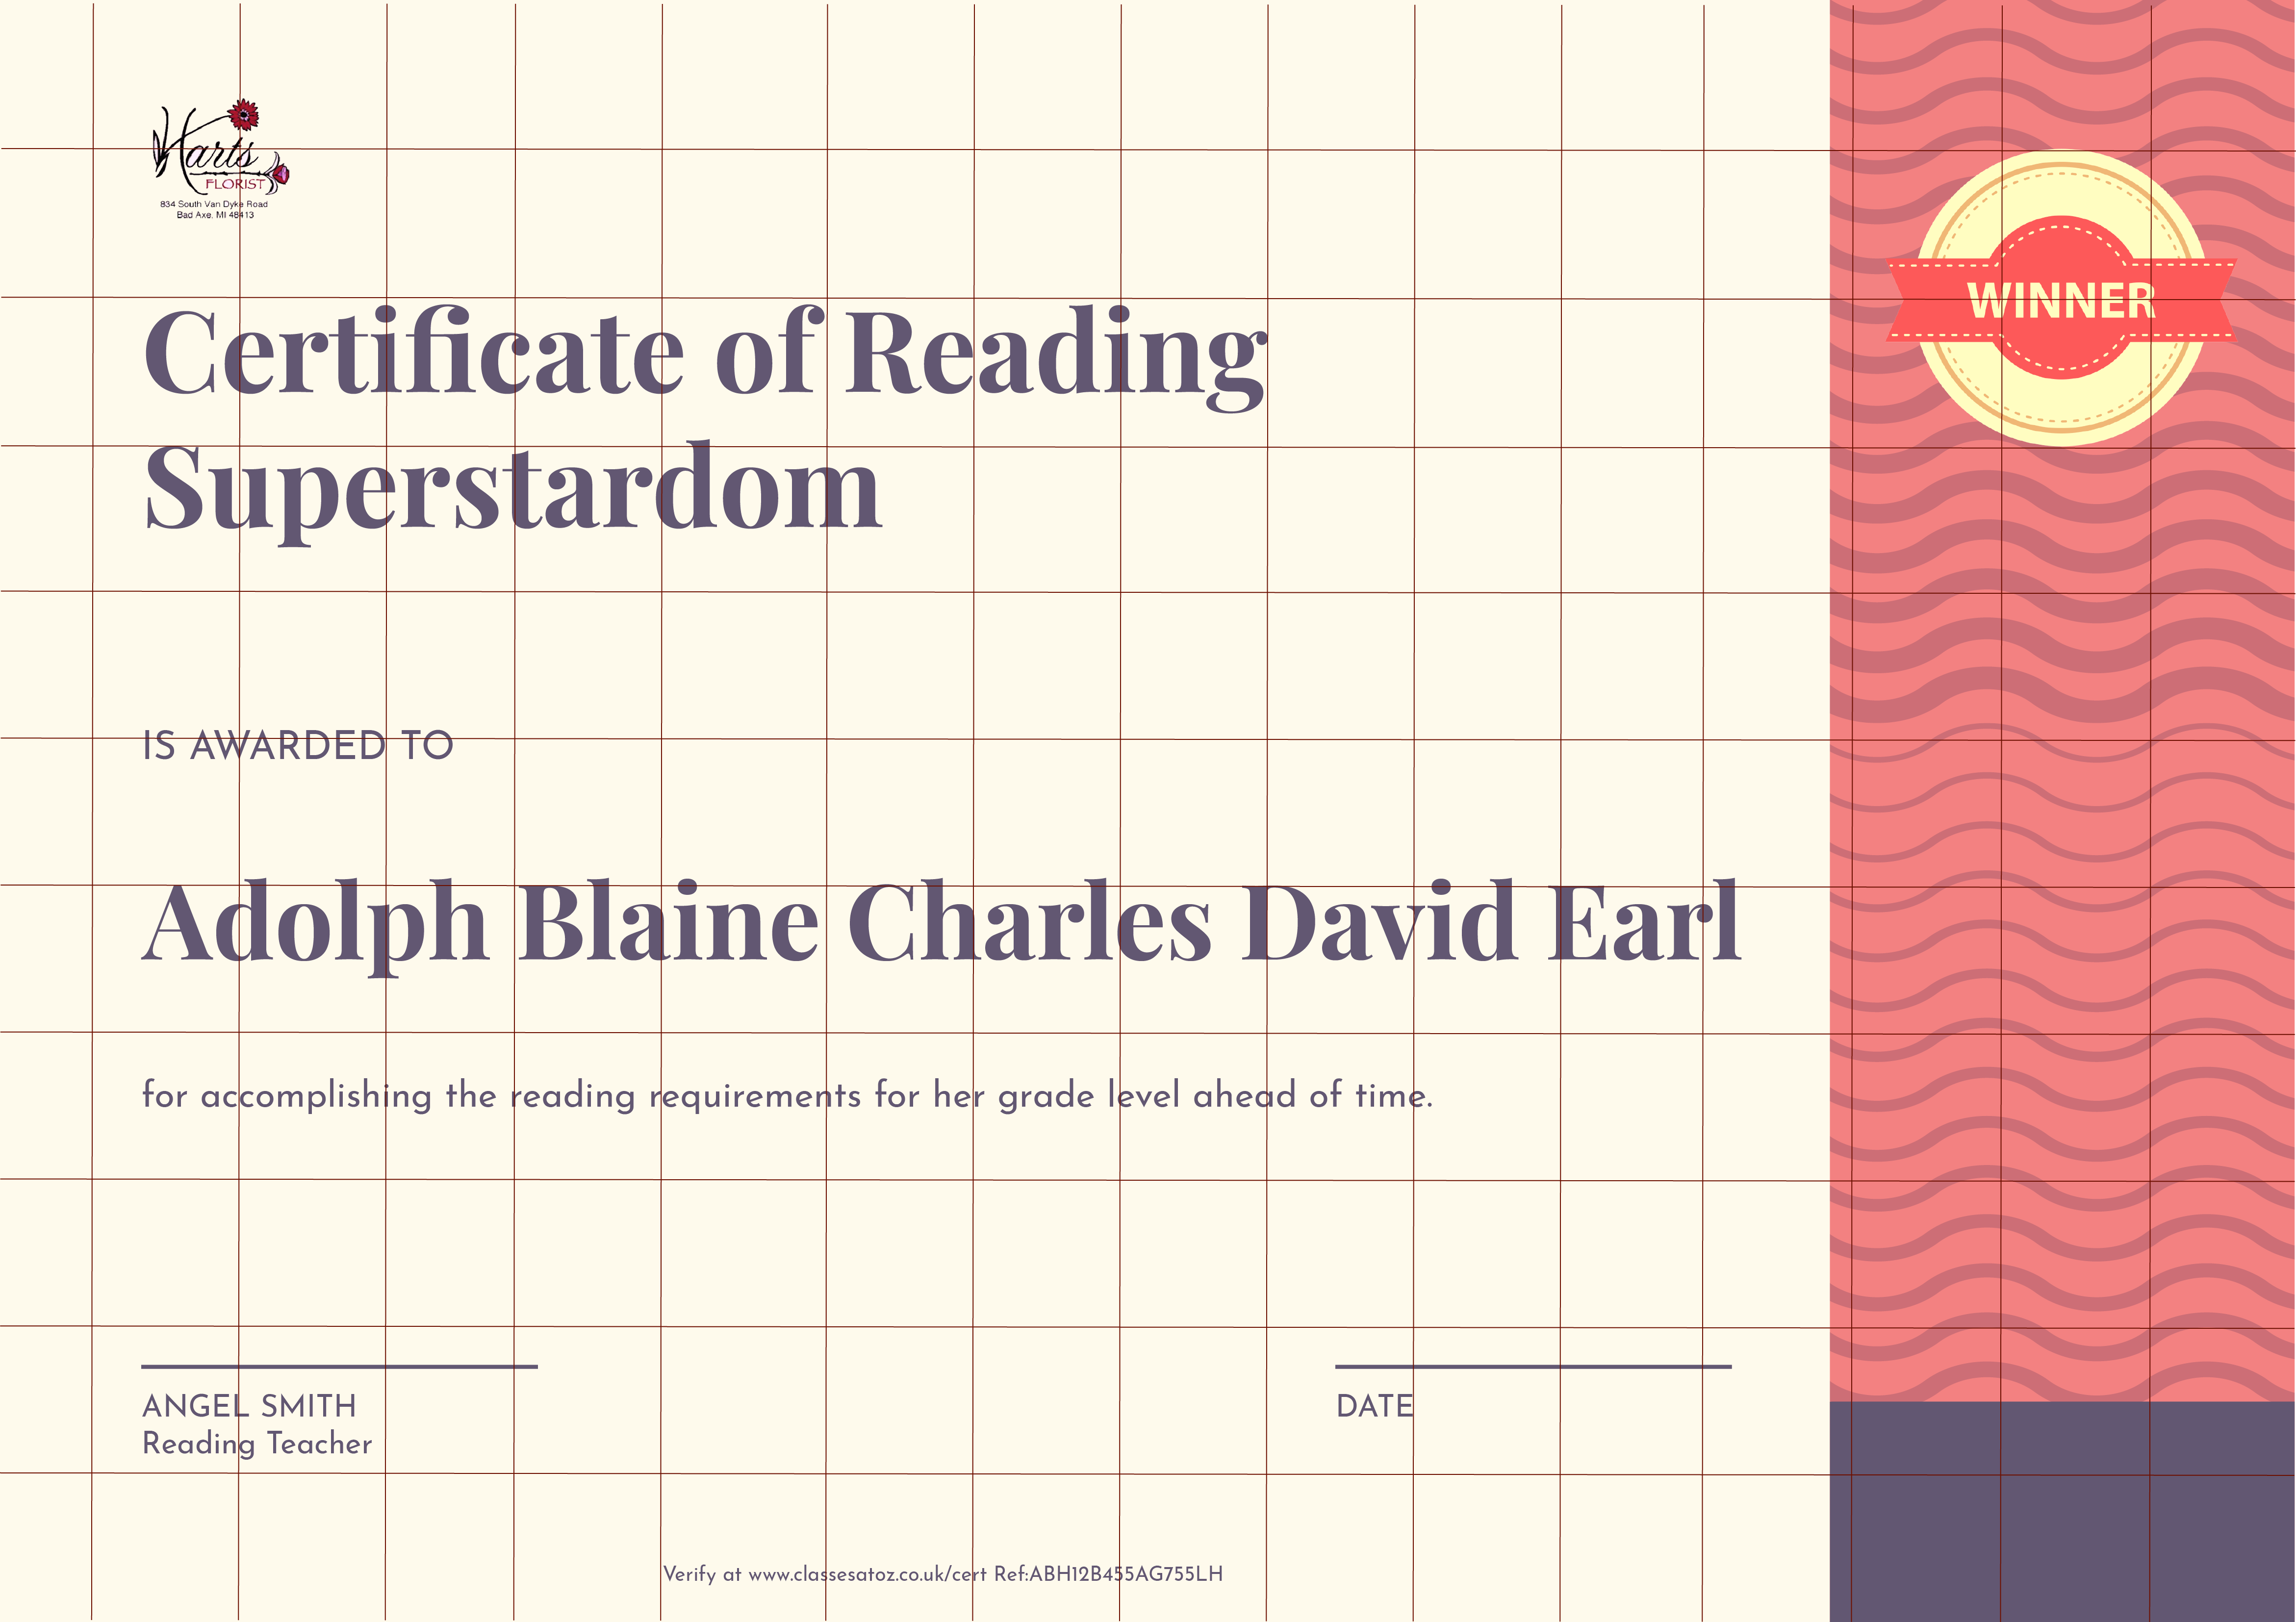 Harts
FLORIST
834 South Van Dyke Road
Bad Axe, MI 48413
WINNER
Certificate of Reading
Superstardom
IS AWARDED TO
Adolph Blaine Charles David Earl
for accomplishing the reading requirements for her grade level ahead of time.
ANGEL SMITH
Reading Teacher
DATE
Verify at www.classesatoz.co.uk/cert Ref:ABH12B455AG755LH